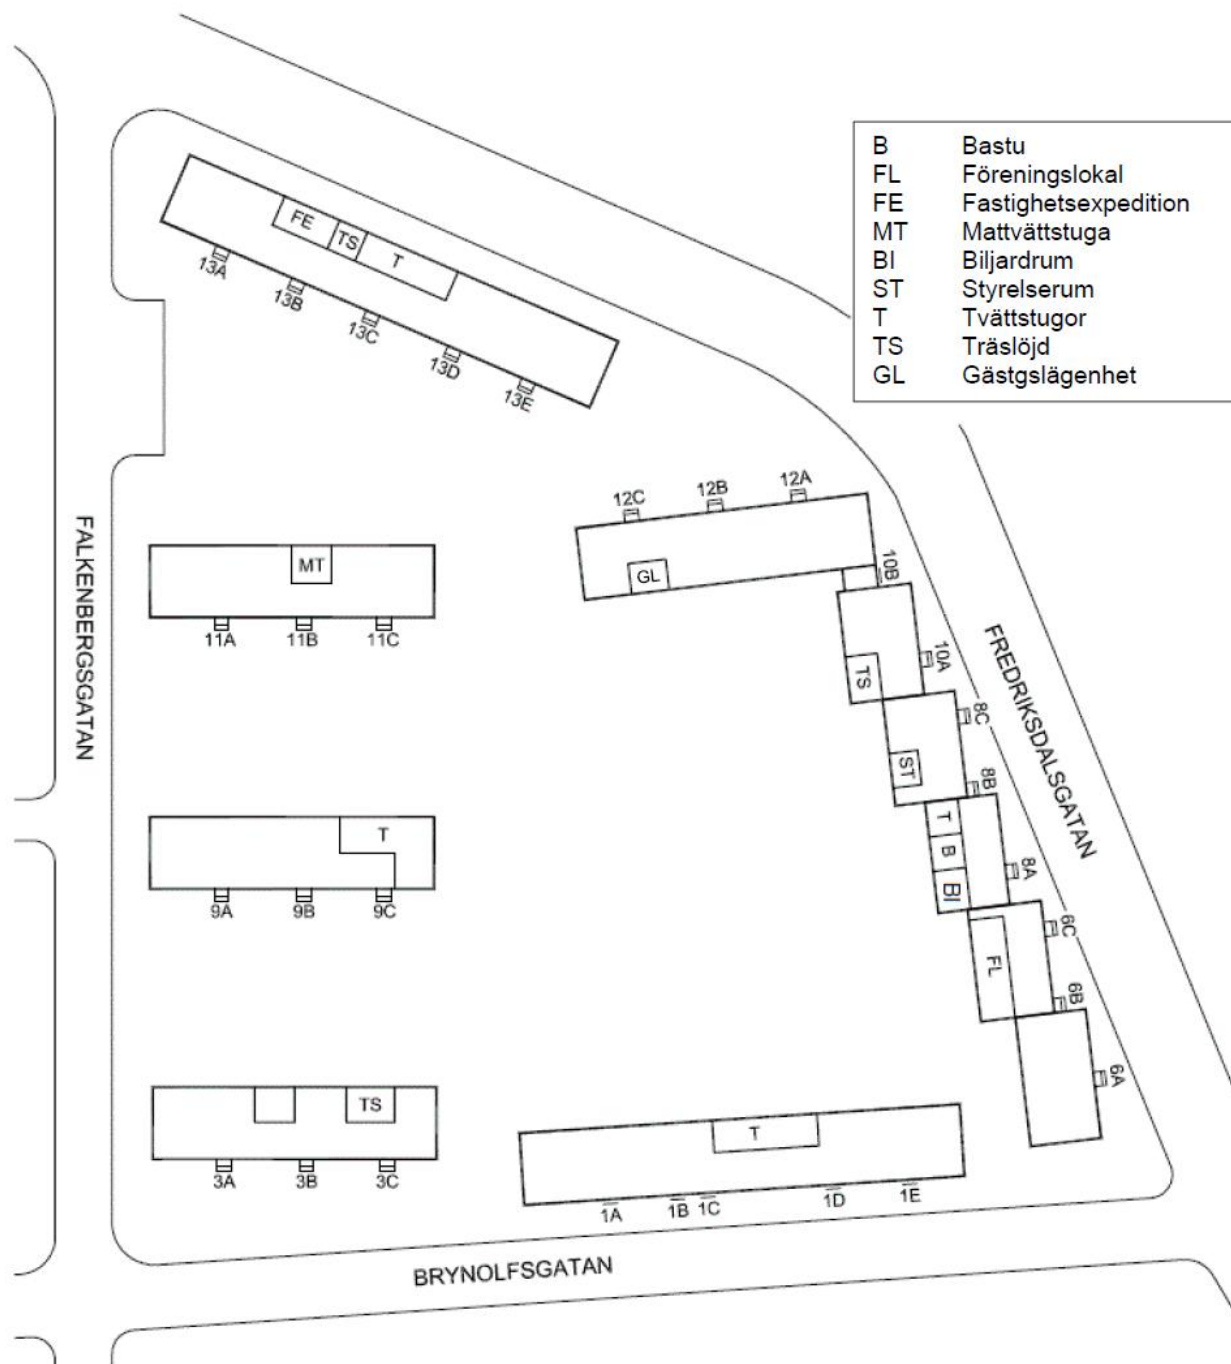 B Bastu
FL Föreningslokal
FE Fastighetsexpedition
MT Mattvättstuga
BI Biljardrum
ST Styrelserum
T Tvättstugor
TS Träslöjd
GL Gästgslägenhet
FE TS T
13A
13B
13C
13D
13E
12C 12B 12A
GL
10B
10A
TS
8C
ST
8B
T
B
BI
8A
6C
FL
6B
6A
FREDRIKSDALSGATAN
FALKENBERGSGATAN
MT
11A 11B 11C
T
9A 9B 9C
TS
3A 3B 3C
T
1A 1B 1C 1D 1E
BRYNOLFSGATAN